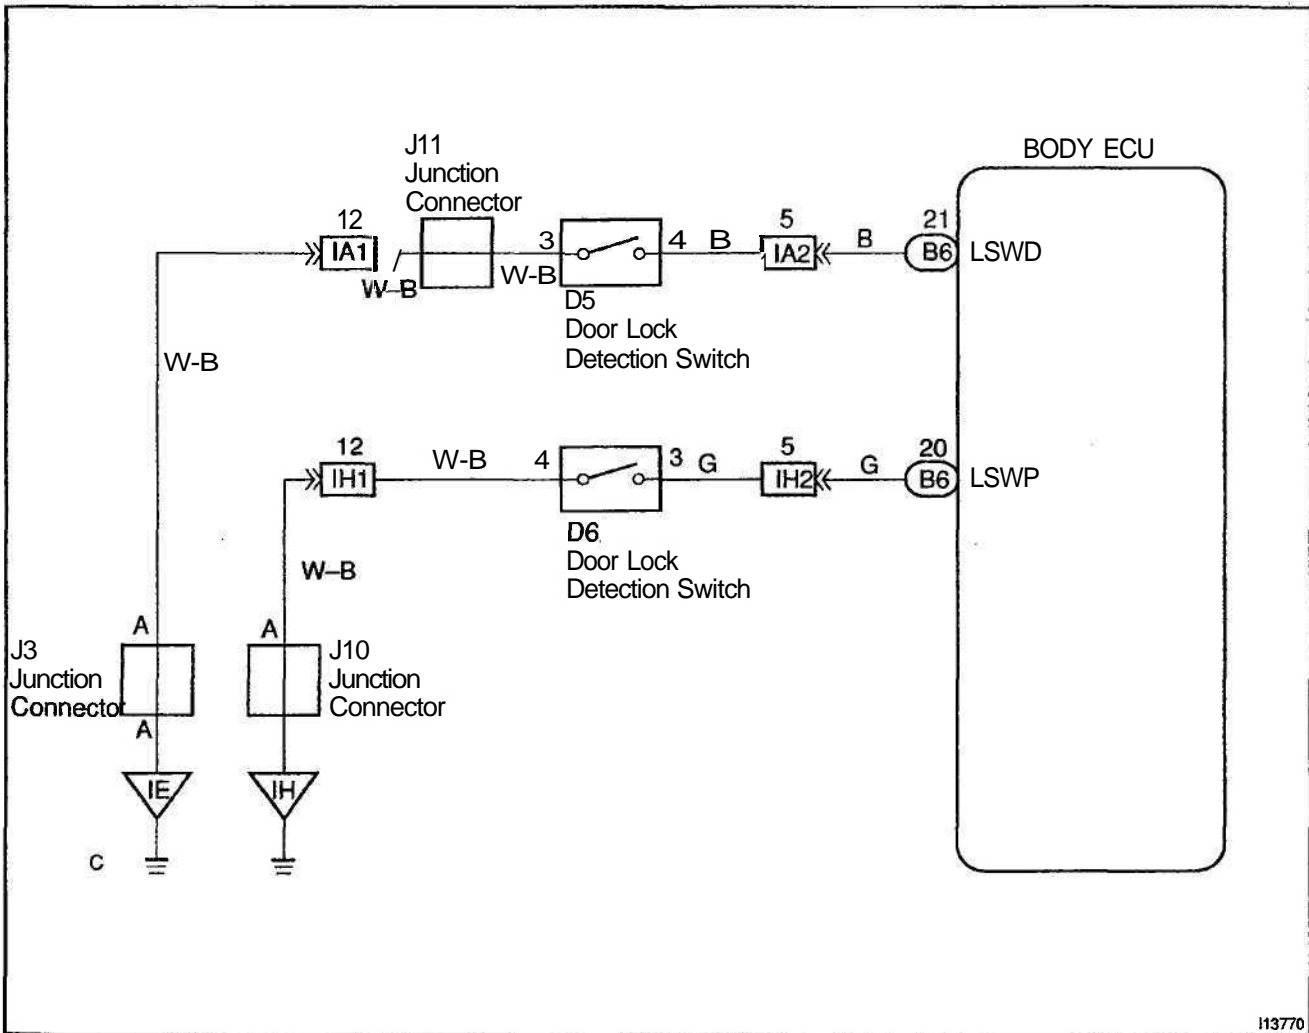 BODY ECU
J11
Junction
Connector
12
IA1
W–B
W-B
3
4
B
5
IA2
B
21
B6
LSWD
D5
Door Lock
Detection Switch
W-B
12
IH1
W-B
4
3
G
5
IH2
G
20
B6
LSWP
D6
Door Lock
Detection Switch
W–B
A
J3
Junction
Connector
A
IE
A
J10
Junction
Connector
IH
C
I13770